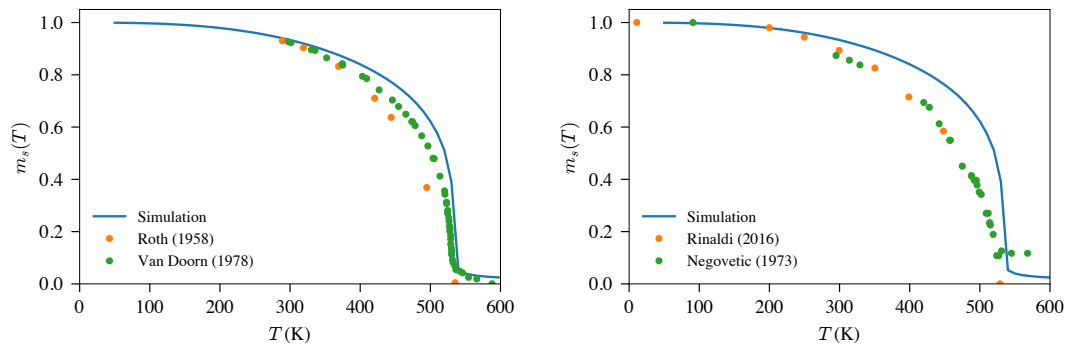 1.0
0.8
0.6
0.4
0.2
0.0
m_s(T)
Simulation
Roth (1958)
Van Doorn (1978)
0 100 200 300 400 500 600
T (K)
1.0
0.8
0.6
0.4
0.2
0.0
m_s(T)
Simulation
Rinaldi (2016)
Negovetic (1973)
0 100 200 300 400 500 600
T (K)